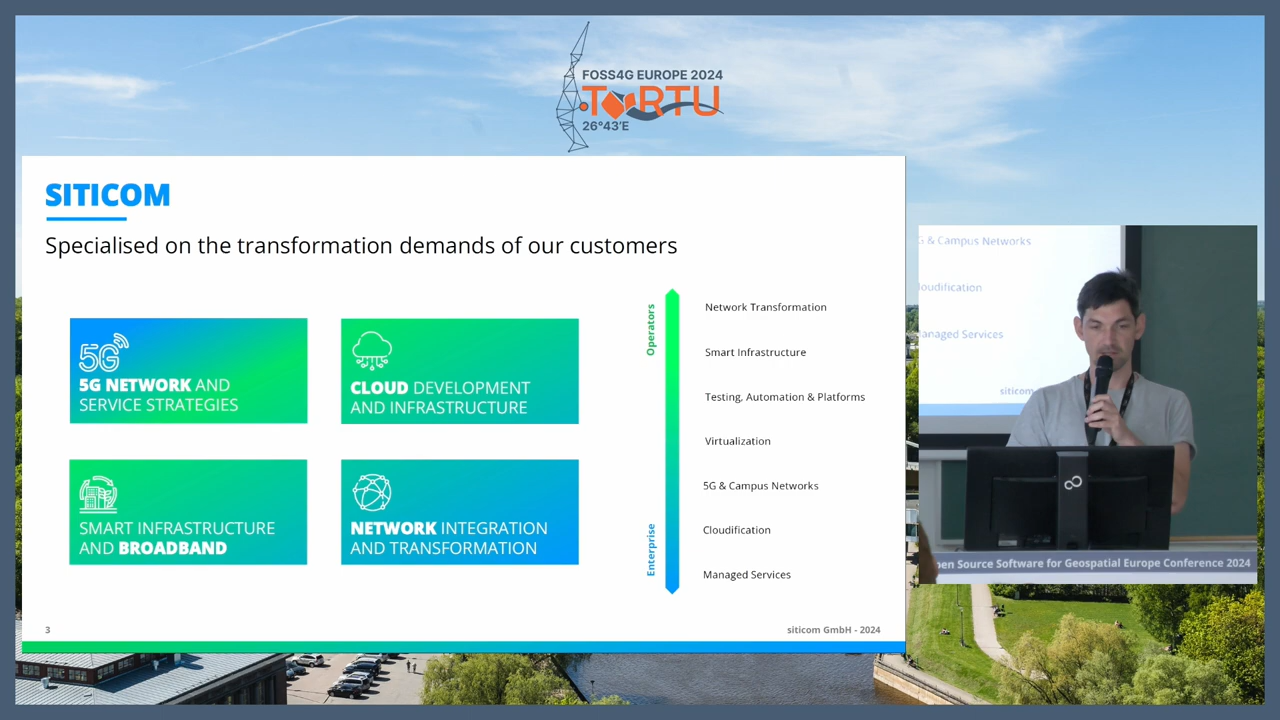 FOSS4G EUROPE 2024
TARTU
26°43'E
SITICOM
Specialised on the transformation demands of our customers
5G
5G NETWORK AND
SERVICE STRATEGIES
CLOUD DEVELOPMENT
AND INFRASTRUCTURE
SMART INFRASTRUCTURE
AND BROADBAND
NETWORK INTEGRATION
AND TRANSFORMATION
Operators
Enterprise
Network Transformation
Smart Infrastructure
Testing, Automation & Platforms
Virtualization
5G & Campus Networks
Cloudification
Managed Services
3
siticom GmbH - 2024
G & Campus Networks
loudification
anaged Services
siticom
pen Source Software for Geospatial Europe Conference 2024